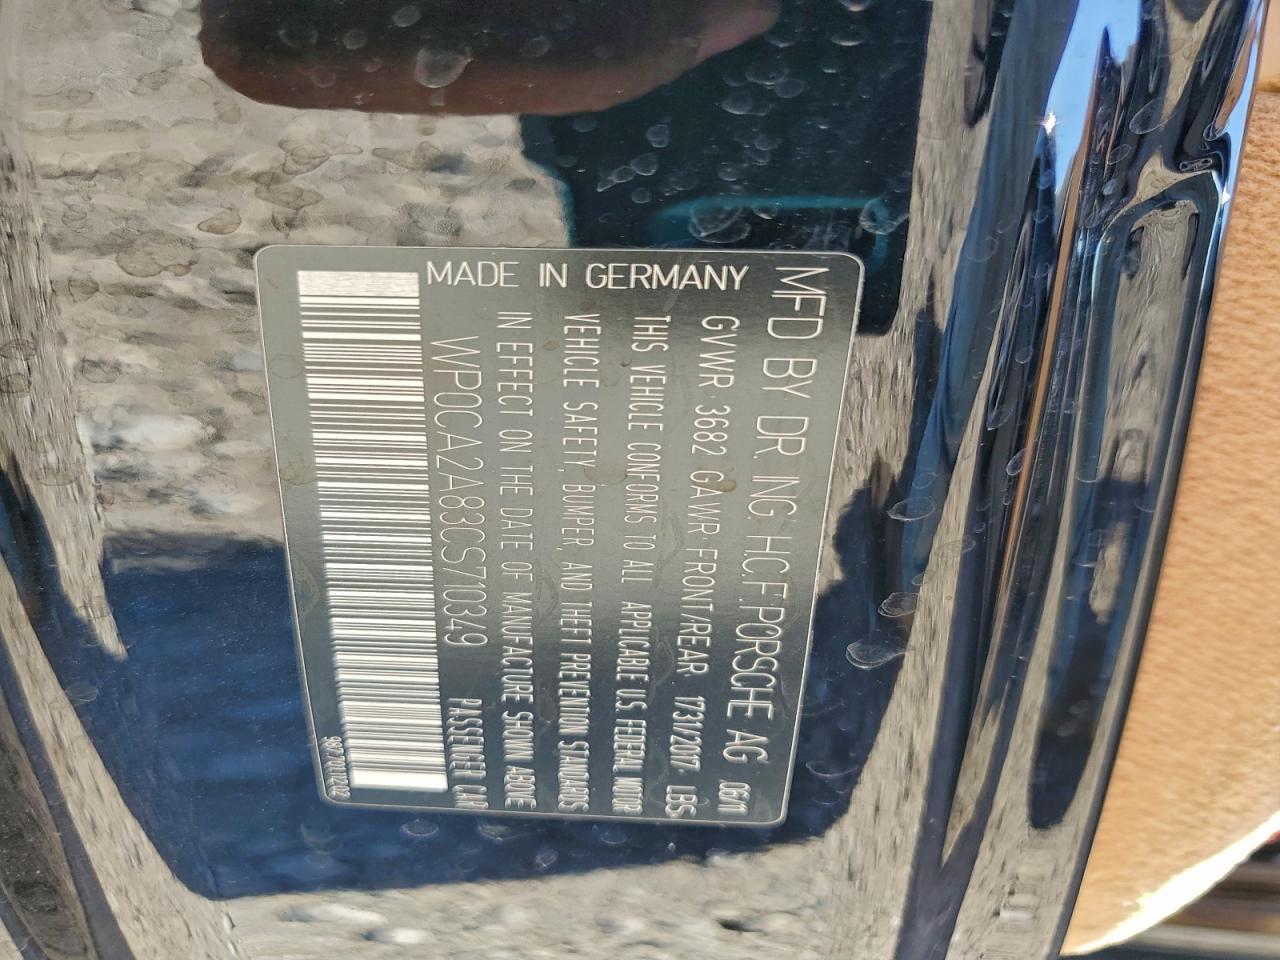 MFD BY DR. ING. H.C.F. PORSCHE AG 06/11
GVWR: 3682 GAWR: FRONT/REAR: 1731/2017 LBS
THIS VEHICLE CONFORMS TO ALL APPLICABLE U.S. FEDERAL MOTOR
VEHICLE SAFETY, BUMPER, AND THEFT PREVENTION STANDARDS
IN EFFECT ON THE DATE OF MANUFACTURE SHOWN ABOVE
WP0CA2A83CS710349 PASSENGER CAR
MADE IN GERMANY